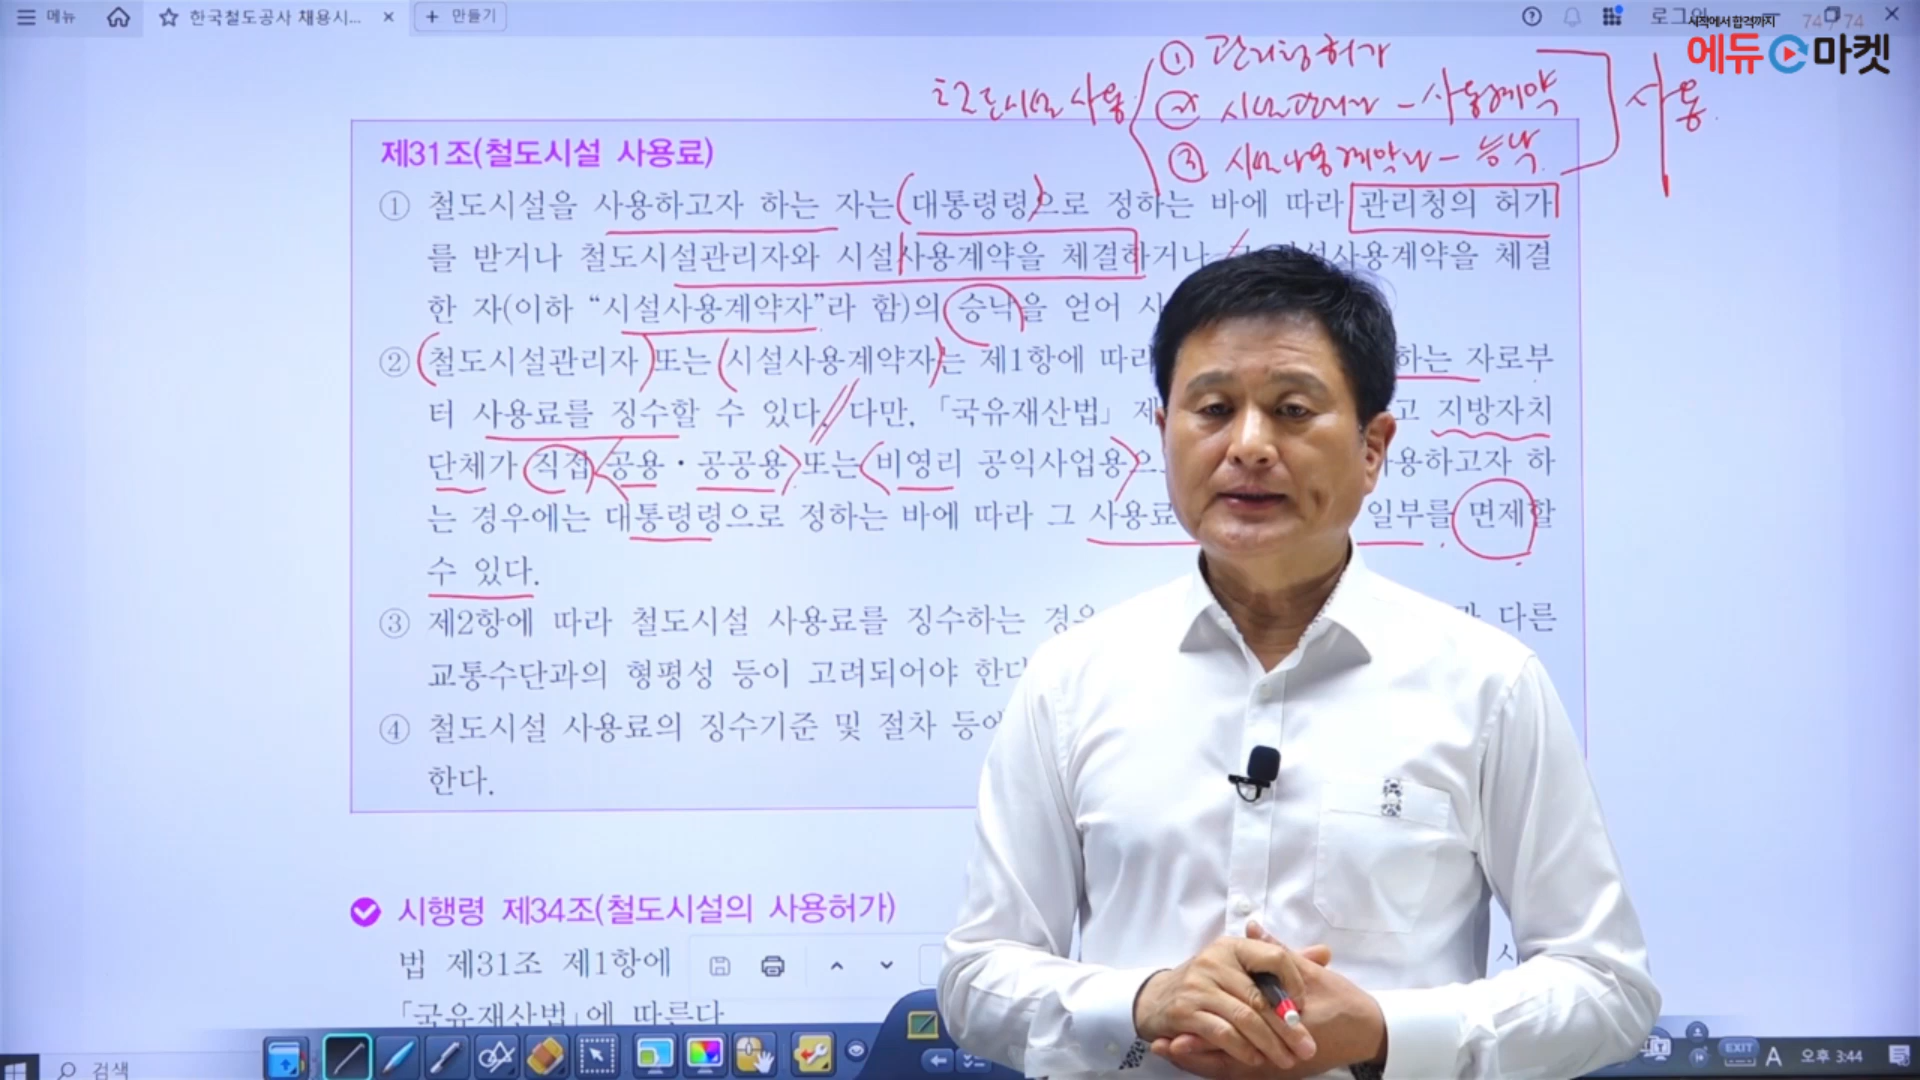 메뉴
한국철도공사 채용시...
만들기
시작에서 합격까지
74 / 74
에듀 마켓
① 관리청 허가
철도시설 사용
② 시설관리자 - 사용계약
사용
③ 시설사용계약자 - 승낙
제31조(철도시설 사용료)
① 철도시설을 사용하고자 하는 자는 대통령령으로 정하는 바에 따라 관리청의 허가
를 받거나 철도시설관리자와 시설사용계약을 체결하거나 시설사용계약을 체결
한 자(이하 “시설사용계약자”라 함)의 승낙을 얻어 사
② 철도시설관리자 또는 시설사용계약자는 제1항에 따라 하는 자로부
터 사용료를 징수할 수 있다. 다만, 「국유재산법」 제 고 지방자치
단체가 직접 공용·공공용 또는 비영리 공익사업용으 용하고자 하
는 경우에는 대통령령으로 정하는 바에 따라 그 사용료 일부를 면제할
수 있다.
③ 제2항에 따라 철도시설 사용료를 징수하는 경우 다른
교통수단과의 형평성 등이 고려되어야 한다
④ 철도시설 사용료의 징수기준 및 절차 등에
한다.
시행령 제34조(철도시설의 사용허가)
법 제31조 제1항에
「국유재산법」에 따른다
검색
EXIT
A
오후 3:44